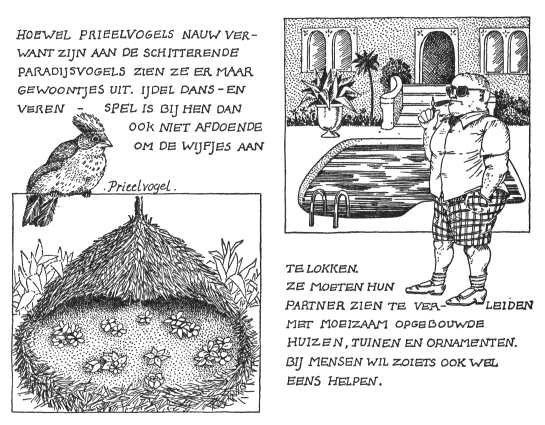 HOEWEL PRIEELVOGELS NAUW VER-
WANT ZIJN AAN DE SCHITTERENDE
PARADIJSVOGELS ZIEN ZE ER MAAR
GEWOONTJES UIT. IJDEL DANS-EN
VEREN - SPEL IS BIJ HEN DAN
OOK NIET AFDOENDE
OM DE WIJFJES AAN
.Prieelvogel.
TE LOKKEN.
ZE MOETEN HUN
PARTNER ZIEN TE VER- LEIDEN
MET MOEIZAAM OPGEBOUWDE
HUIZEN, TUINEN EN ORNAMENTEN.
BIJ MENSEN WIL ZOIETS OOK WEL
EENS HELPEN.